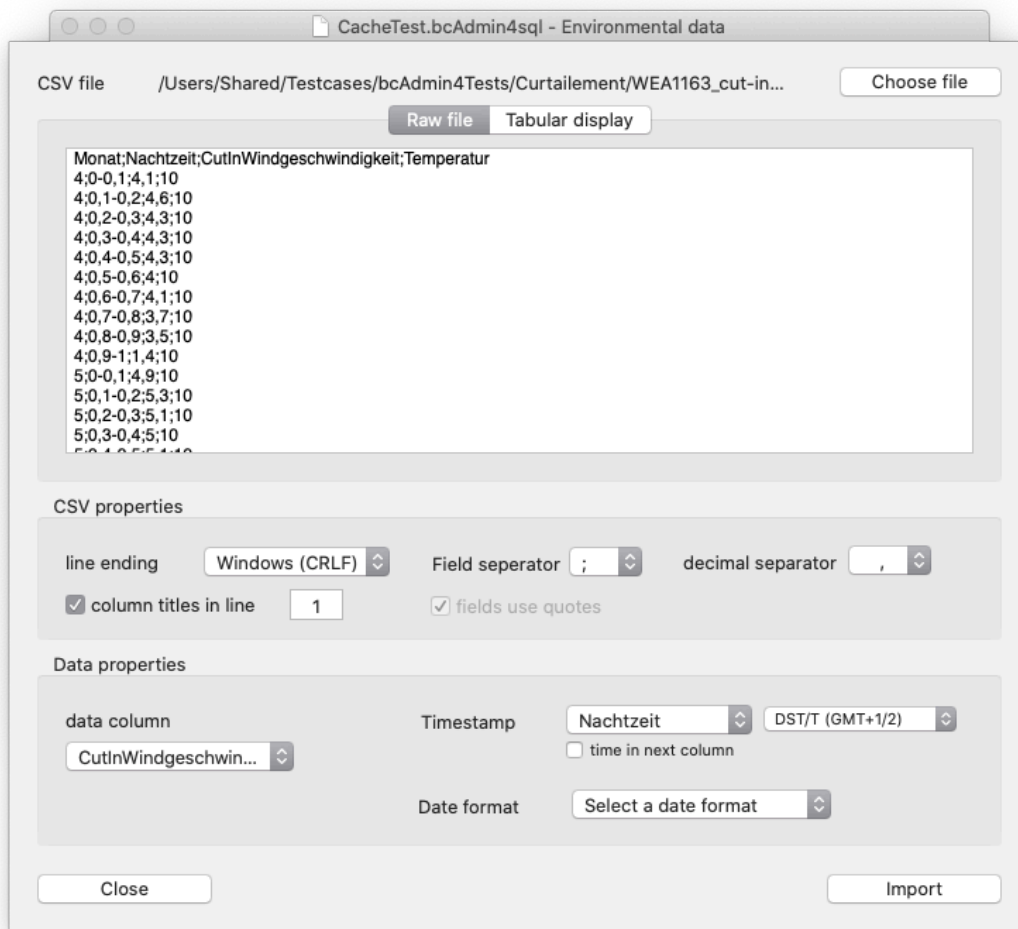 CacheTest.bcAdmin4sql - Environmental data
CSV file /Users/Shared/Testcases/bcAdmin4Tests/Curtailement/WEA1163_cut-in... Choose file
Raw file Tabular display
Monat;Nachtzeit;CutInWindgeschwindigkeit;Temperatur
4;0-0,1;4,1;10
4;0,1-0,2;4,6;10
4;0,2-0,3;4,3;10
4;0,3-0,4;4,3;10
4;0,4-0,5;4,3;10
4;0,5-0,6;4;10
4;0,6-0,7;4,1;10
4;0,7-0,8;3,7;10
4;0,8-0,9;3,5;10
4;0,9-1;1,4;10
5;0-0,1;4,9;10
5;0,1-0,2;5,3;10
5;0,2-0,3;5,1;10
5;0,3-0,4;5;10
CSV properties
line ending Windows (CRLF) Field seperator ; decimal separator ,
column titles in line 1 fields use quotes
Data properties
data column Timestamp Nachtzeit DST/T (GMT+1/2)
CutInWindgeschwin... time in next column
Date format Select a date format
Close Import